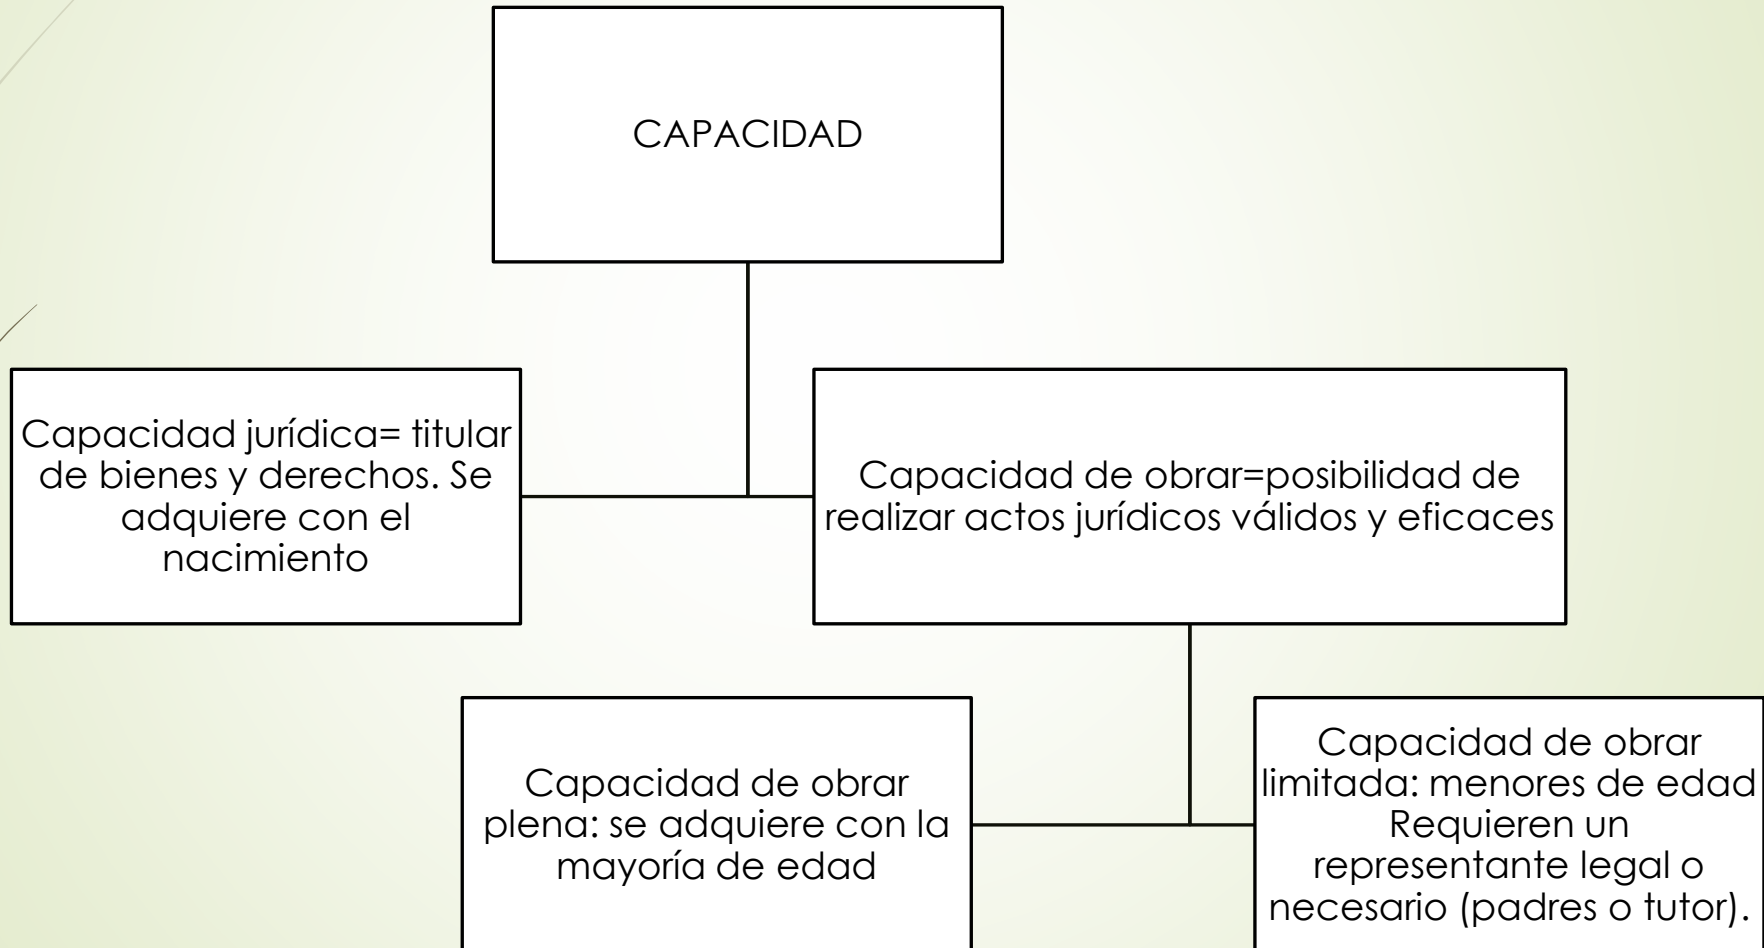 CAPACIDAD
Capacidad jurídica= titular
de bienes y derechos. Se
adquiere con el
nacimiento
Capacidad de obrar=posibilidad de
realizar actos jurídicos válidos y eficaces
Capacidad de obrar
plena: se adquiere con la
mayoría de edad
Capacidad de obrar
limitada: menores de edad
Requieren un
representante legal o
necesario (padres o tutor).